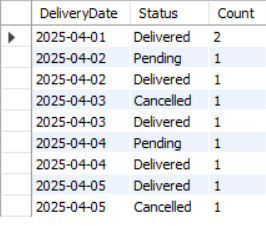 DeliveryDate Status Count
2025-04-01 Delivered 2
2025-04-02 Pending 1
2025-04-02 Delivered 1
2025-04-03 Cancelled 1
2025-04-03 Delivered 1
2025-04-04 Pending 1
2025-04-04 Delivered 1
2025-04-05 Delivered 1
2025-04-05 Cancelled 1